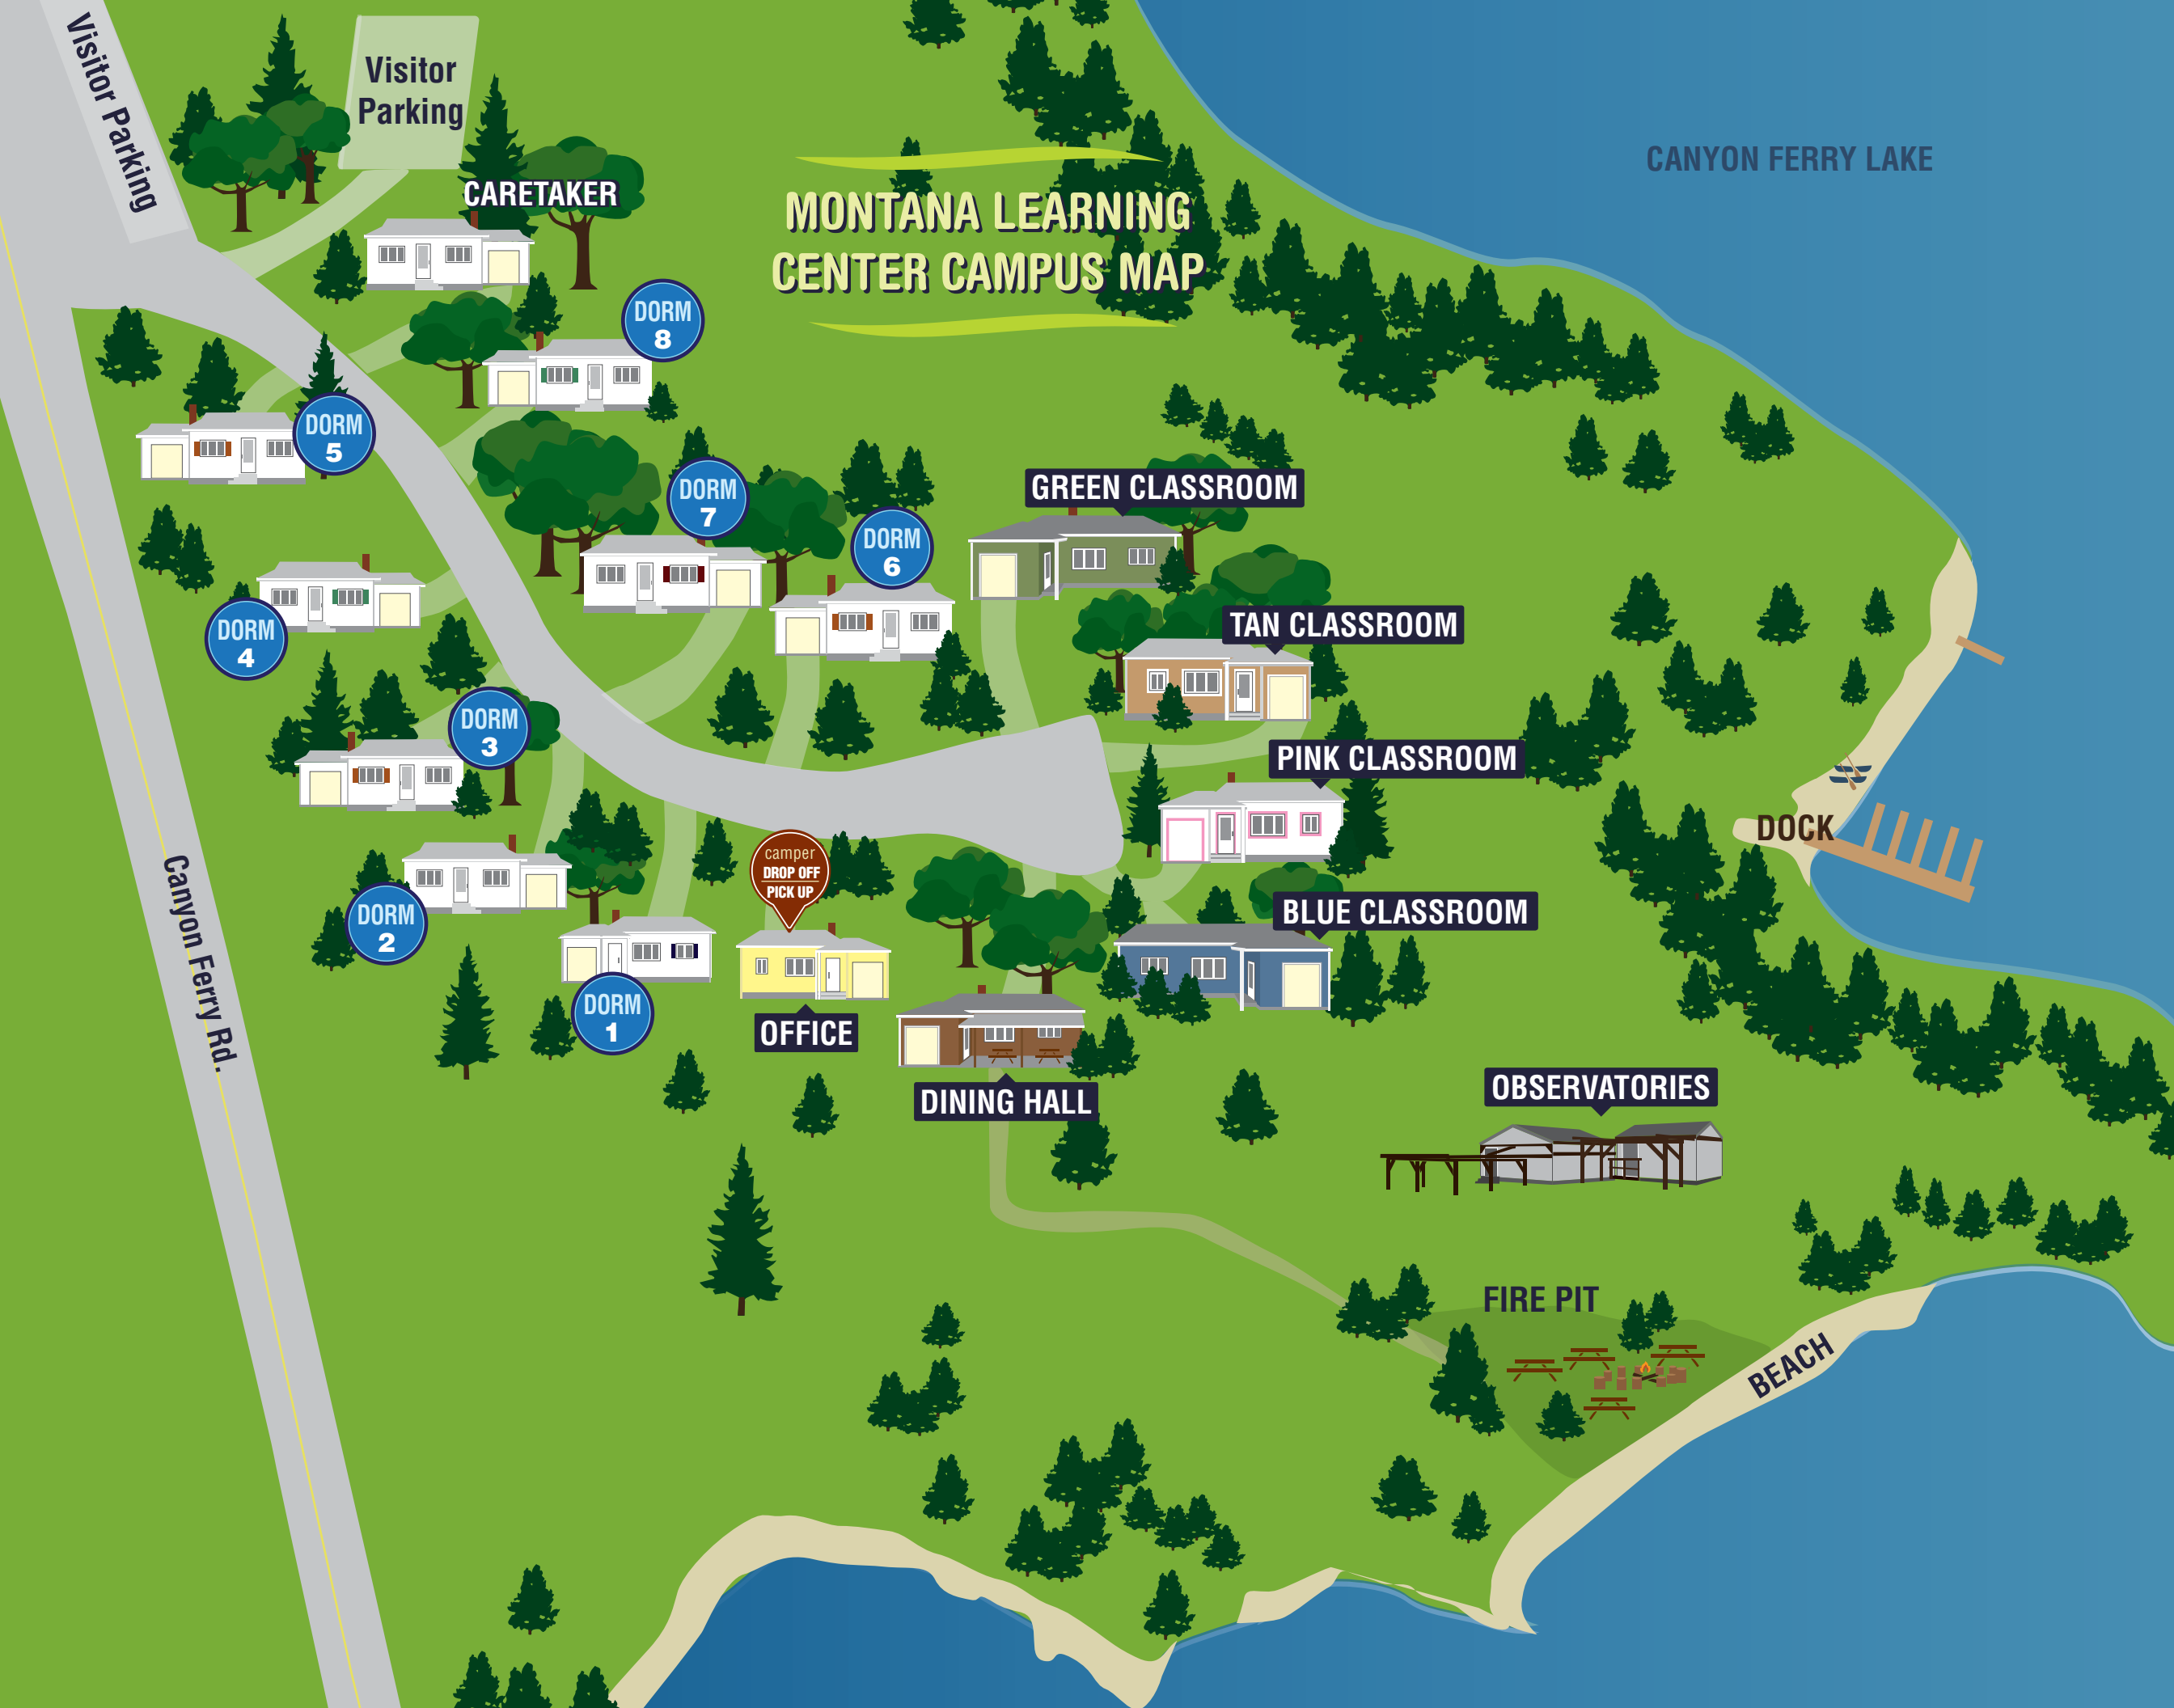 Visitor Parking
Visitor
Parking
CARETAKER
MONTANA LEARNING
CENTER CAMPUS MAP
CANYON FERRY LAKE
DORM
8
DORM
5
DORM
7
DORM
6
GREEN CLASSROOM
DORM
4
TAN CLASSROOM
DORM
3
PINK CLASSROOM
DOCK
camper
DROP OFF
PICK UP
DORM
2
BLUE CLASSROOM
Canyon Ferry Rd.
DORM
1
OFFICE
DINING HALL
OBSERVATORIES
FIRE PIT
BEACH